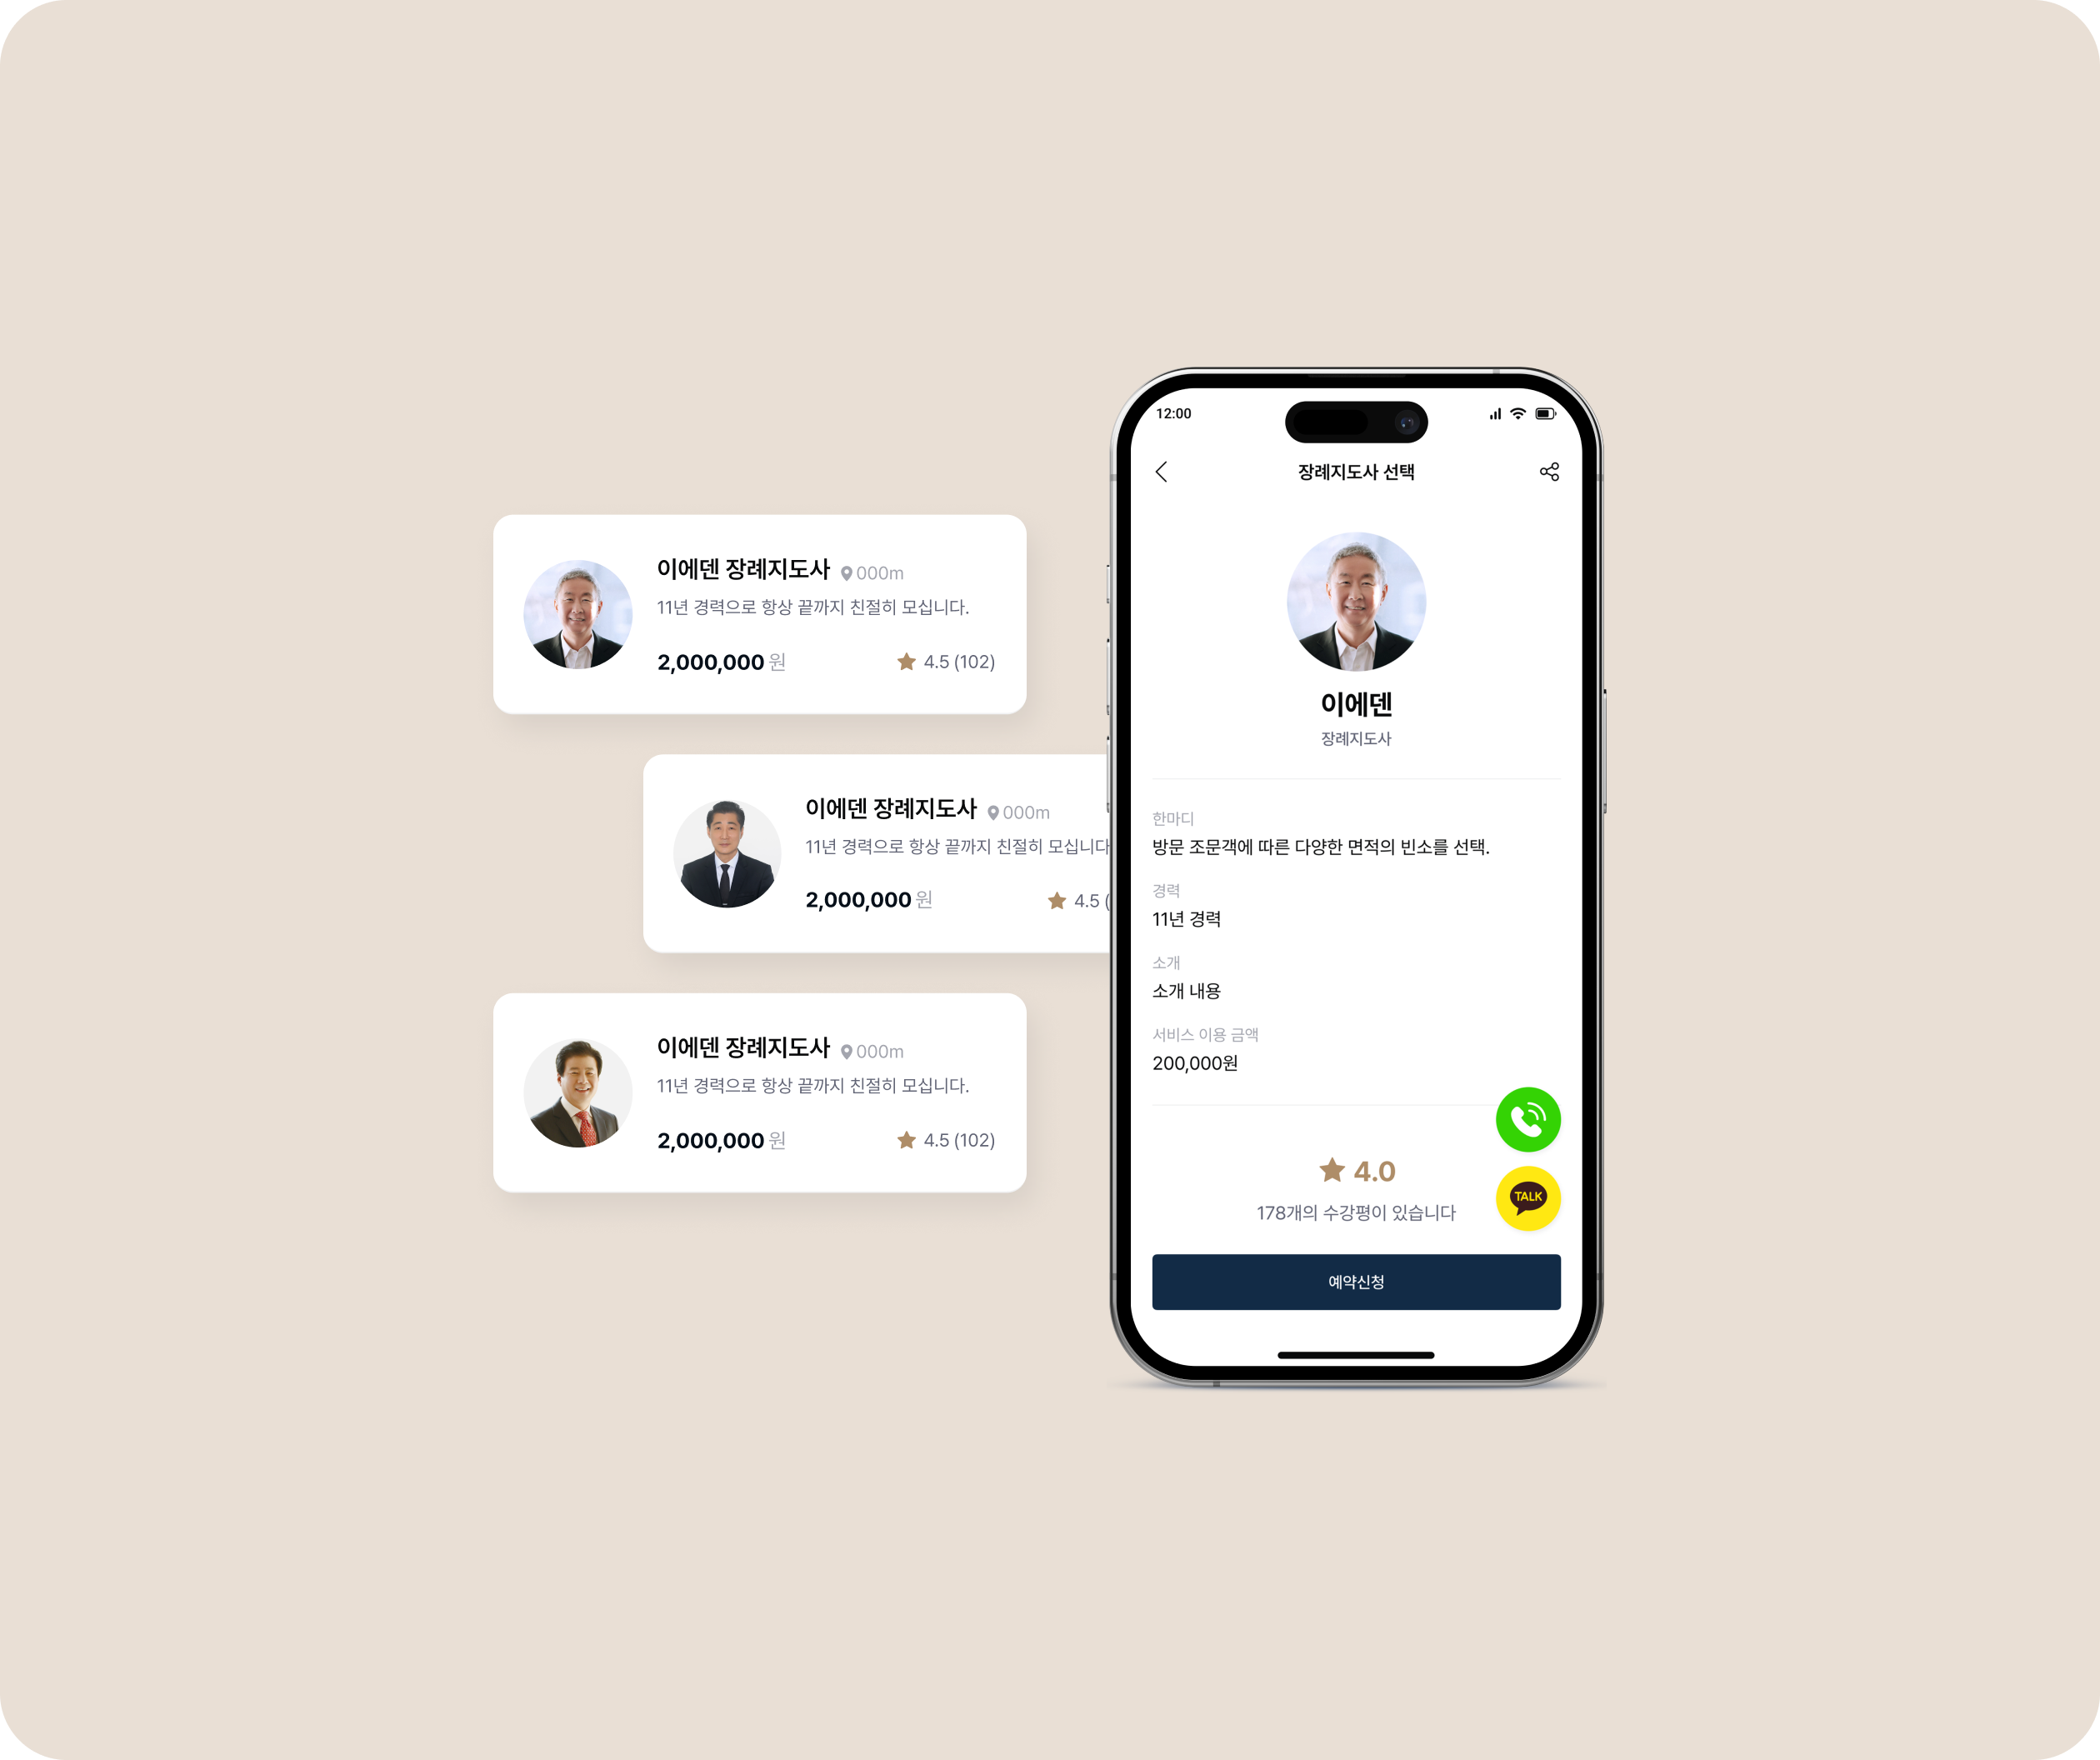 이에덴 장례지도사 000m
11년 경력으로 항상 끝까지 친절히 모십니다.
2,000,000 원 4.5 (102)
이에덴 장례지도사 000m
11년 경력으로 항상 끝까지 친절히 모십니다
2,000,000 원 4.5 (
이에덴 장례지도사 000m
11년 경력으로 항상 끝까지 친절히 모십니다.
2,000,000 원 4.5 (102)
12:00
장례지도사 선택
이에덴
장례지도사
한마디
방문 조문객에 따른 다양한 면적의 빈소를 선택.
경력
11년 경력
소개
소개 내용
서비스 이용 금액
200,000원
4.0
TALK
178개의 수강평이 있습니다
예약신청